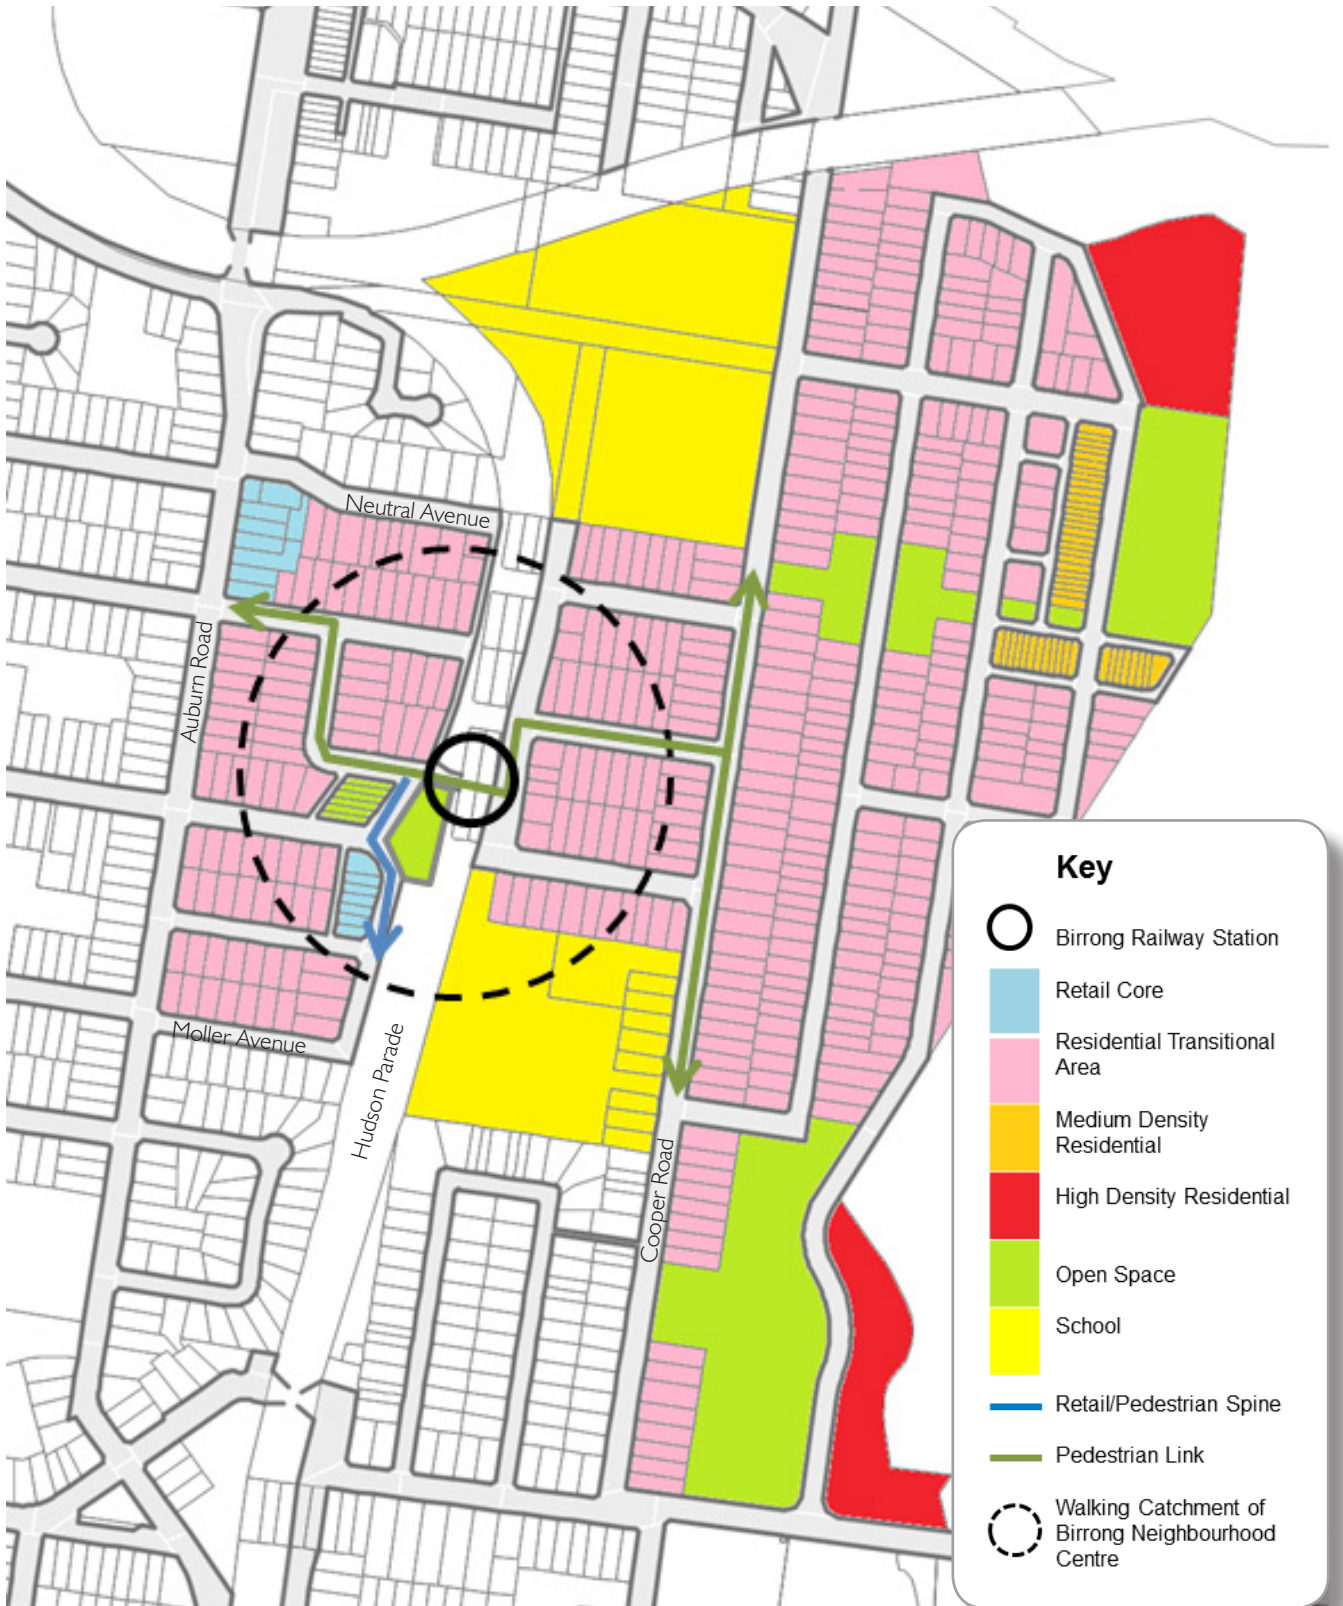 Neutral Avenue
Auburn Road
Moller Avenue
Hudson Parade
Cooper Road
Key
Birrong Railway Station
Retail Core
Residential Transitional
Area
Medium Density
Residential
High Density Residential
Open Space
School
Retail/Pedestrian Spine
Pedestrian Link
Walking Catchment of
Birrong Neighbourhood
Centre